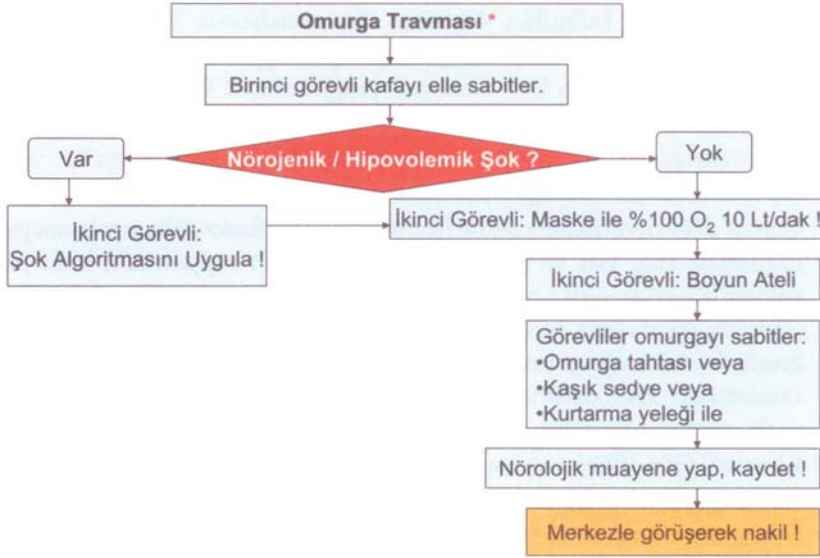 Omurga Travması *
Birinci görevli kafayı elle sabitler.
Var
Nörojenik / Hipovolemik Şok ?
Yok
İkinci Görevli:
Şok Algoritmasını Uygula !
İkinci Görevli: Maske ile %100 O₂ 10 Lt/dak !
İkinci Görevli: Boyun Ateli
Görevliler omurgayı sabitler:
•Omurga tahtası veya
•Kaşık sedye veya
•Kurtarma yeleği ile
Nörolojik muayene yap, kaydet !
Merkezle görüşerek nakil !